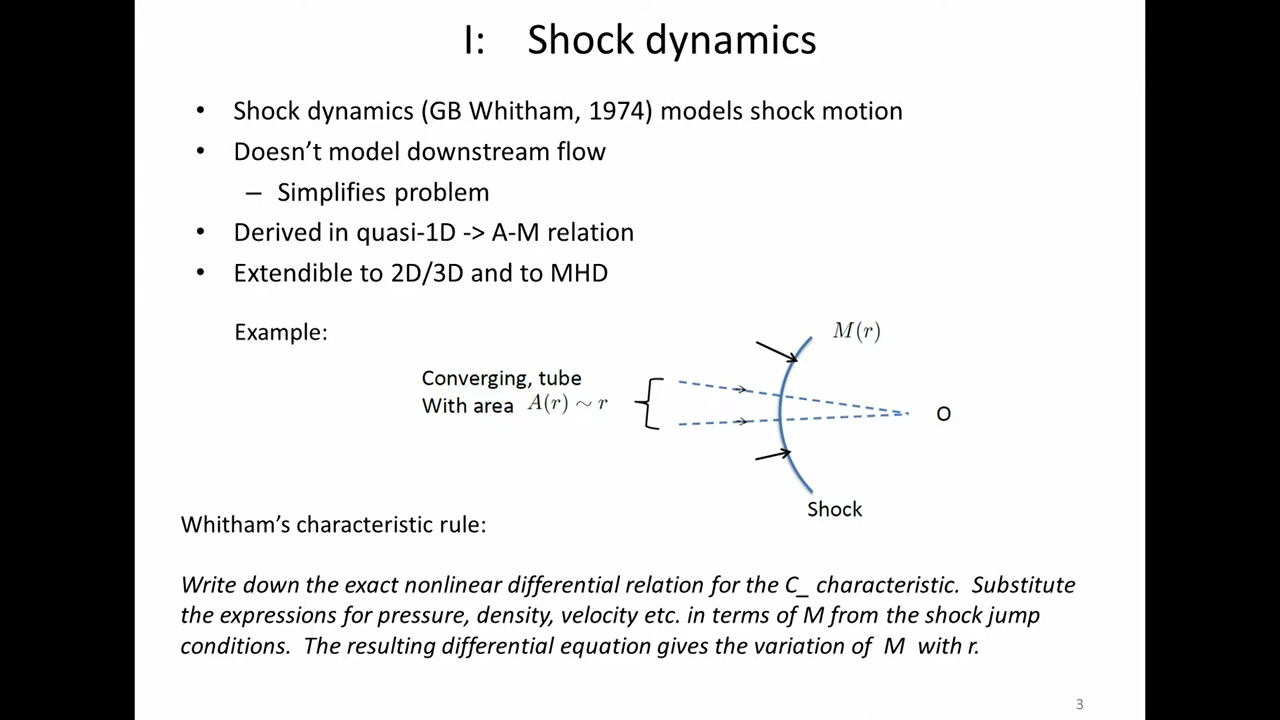 I: Shock dynamics
• Shock dynamics (GB Whitham, 1974) models shock motion
• Doesn't model downstream flow
– Simplifies problem
• Derived in quasi-1D -> A-M relation
• Extendible to 2D/3D and to MHD
Example:
M(r)
Converging, tube
With area A(r) ∼ r
O
Shock
Whitham's characteristic rule:
Write down the exact nonlinear differential relation for the C_ characteristic. Substitute
the expressions for pressure, density, velocity etc. in terms of M from the shock jump
conditions. The resulting differential equation gives the variation of M with r.
3